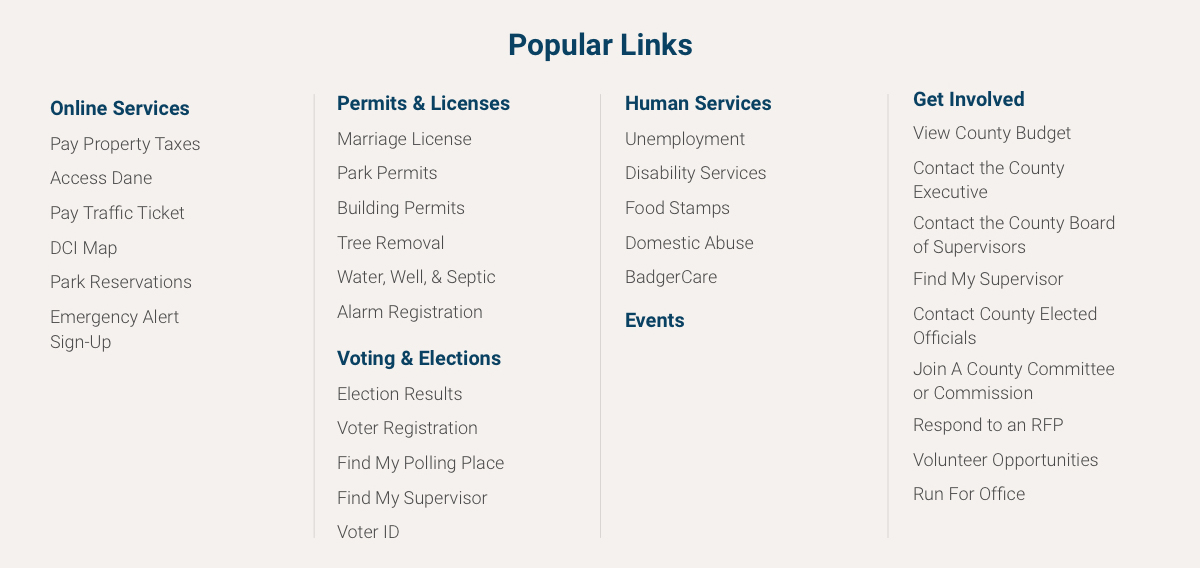 Popular Links
Online Services
Pay Property Taxes
Access Dane
Pay Traffic Ticket
DCI Map
Park Reservations
Emergency Alert
Sign-Up
Permits & Licenses
Marriage License
Park Permits
Building Permits
Tree Removal
Water, Well, & Septic
Alarm Registration
Voting & Elections
Election Results
Voter Registration
Find My Polling Place
Find My Supervisor
Voter ID
Human Services
Unemployment
Disability Services
Food Stamps
Domestic Abuse
BadgerCare
Events
Get Involved
View County Budget
Contact the County
Executive
Contact the County Board
of Supervisors
Find My Supervisor
Contact County Elected
Officials
Join A County Committee
or Commission
Respond to an RFP
Volunteer Opportunities
Run For Office